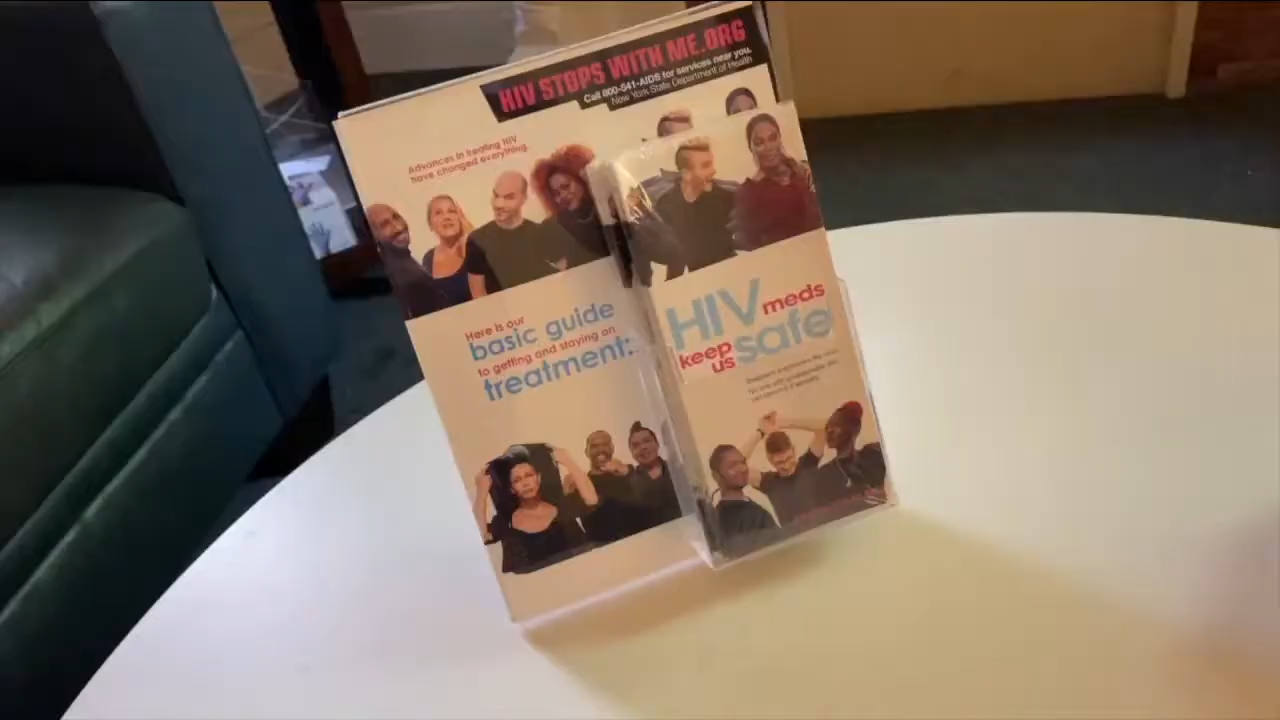 HIV STOPS WITH ME.ORG
Call 800-541-AIDS for services near you.
New York State Department of Health
Advances in treating HIV
have changed everything.
Here is our
basic guide
to getting and staying on
treatment:
HIV meds
keep us safe